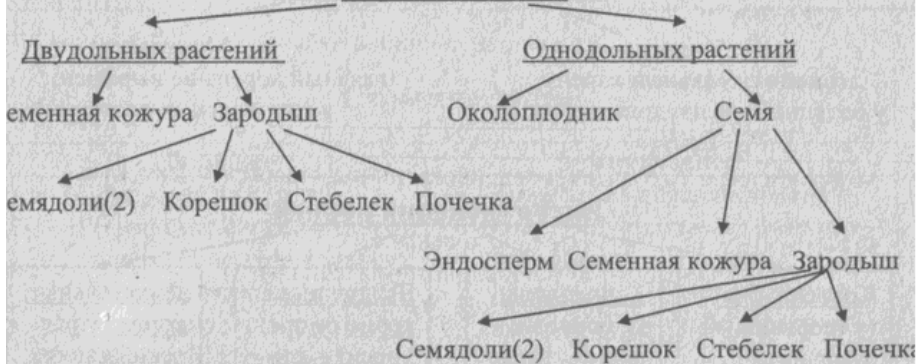 Двудольных растений Однодольных растений
еменная кожура Зародыш Околоплодник Семя
емядоли(2) Корешок Стебелек Почечка
Эндосперм Семенная кожура Зародыш
Семядоли(2) Корешок Стебелек Почечка